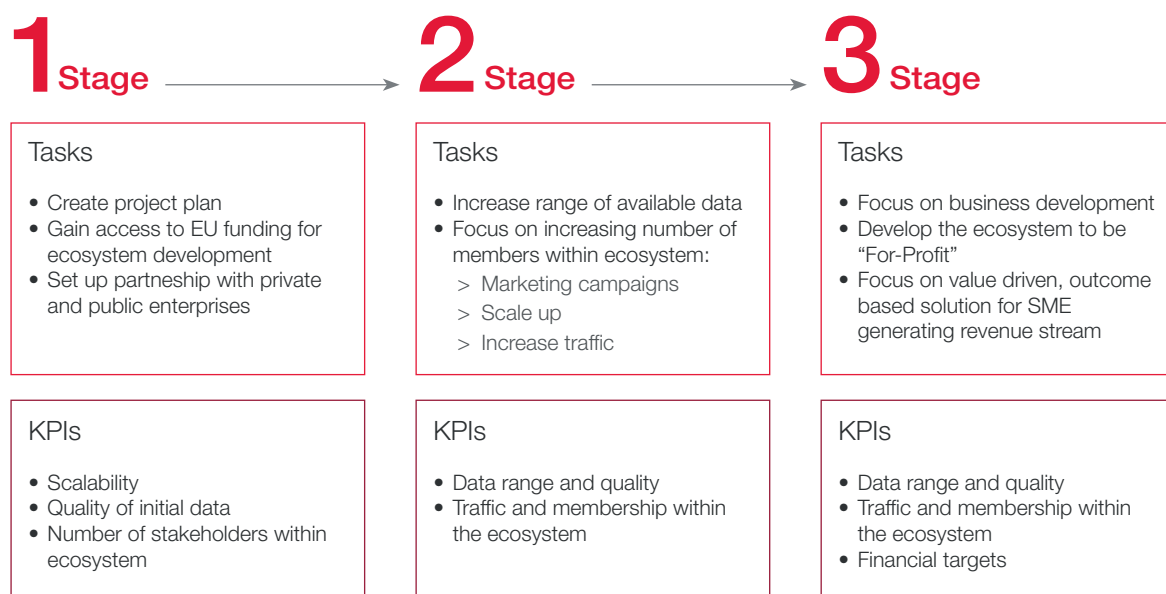 1 Stage
2 Stage
3 Stage
Tasks
• Create project plan
• Gain access to EU funding for
ecosystem development
• Set up partneship with private
and public enterprises
KPIs
• Scalability
• Quality of initial data
• Number of stakeholders within
ecosystem
Tasks
• Increase range of available data
• Focus on increasing number of
members within ecosystem:
> Marketing campaigns
> Scale up
> Increase traffic
KPIs
• Data range and quality
• Traffic and membership within
the ecosystem
Tasks
• Focus on business development
• Develop the ecosystem to be
“For-Profit”
• Focus on value driven, outcome
based solution for SME
generating revenue stream
KPIs
• Data range and quality
• Traffic and membership within
the ecosystem
• Financial targets